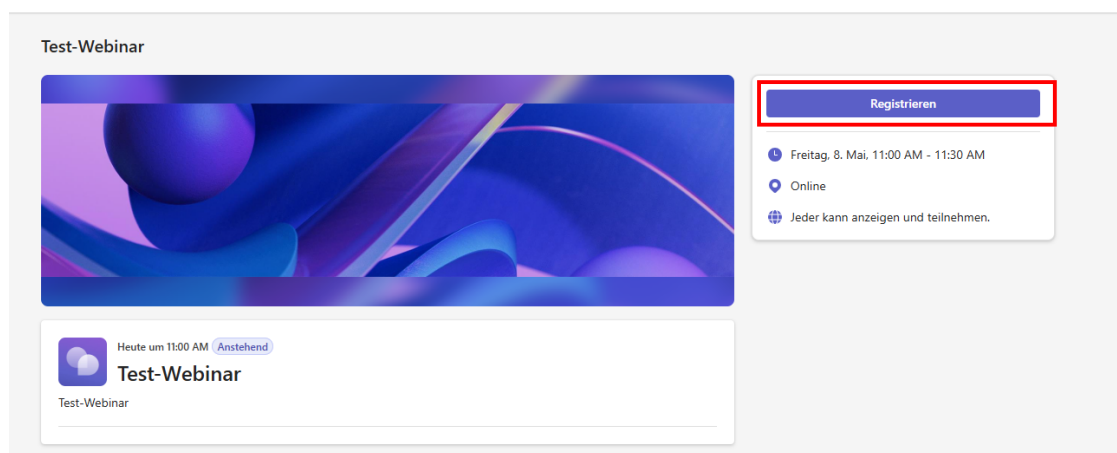 Test-Webinar
Registrieren
Freitag, 8. Mai, 11:00 AM - 11:30 AM
Online
Jeder kann anzeigen und teilnehmen.
Heute um 11:00 AM Anstehend
Test-Webinar
Test-Webinar